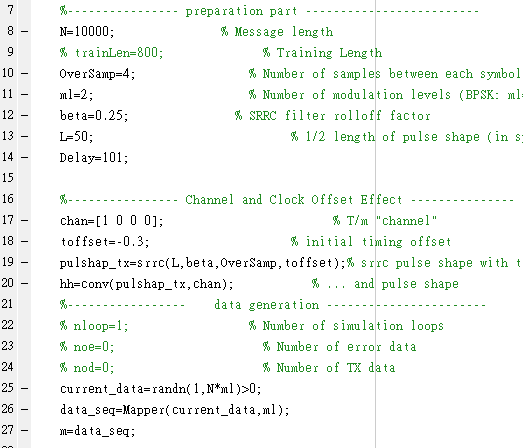 7 %---------------- preparation part -------------------------
8 – N=10000; % Message length
9 % trainLen=800; % Training Length
10 – OverSamp=4; % Number of samples between each symbol
11 – ml=2; % Number of modulation levels (BPSK: ml=
12 – beta=0.25; % SRRC filter rolloff factor
13 – L=50; % 1/2 length of pulse shape (in sy
14 – Delay=101;
15
16 %---------------- Channel and Clock Offset Effect ---------------
17 – chan=[1 0 0 0]; % T/m "channel"
18 – toffset=-0.3; % initial timing offset
19 – pulshap_tx=srrc(L,beta,OverSamp,toffset);% srrc pulse shape with t
20 – hh=conv(pulshap_tx,chan); % ... and pulse shape
21 %---------------- data generation -----------------------
22 % nloop=1; % Number of simulation loops
23 % noe=0; % Number of error data
24 % nod=0; % Number of TX data
25 – current_data=randn(1,N*ml)>0;
26 – data_seq=Mapper(current_data,ml);
27 – m=data_seq;